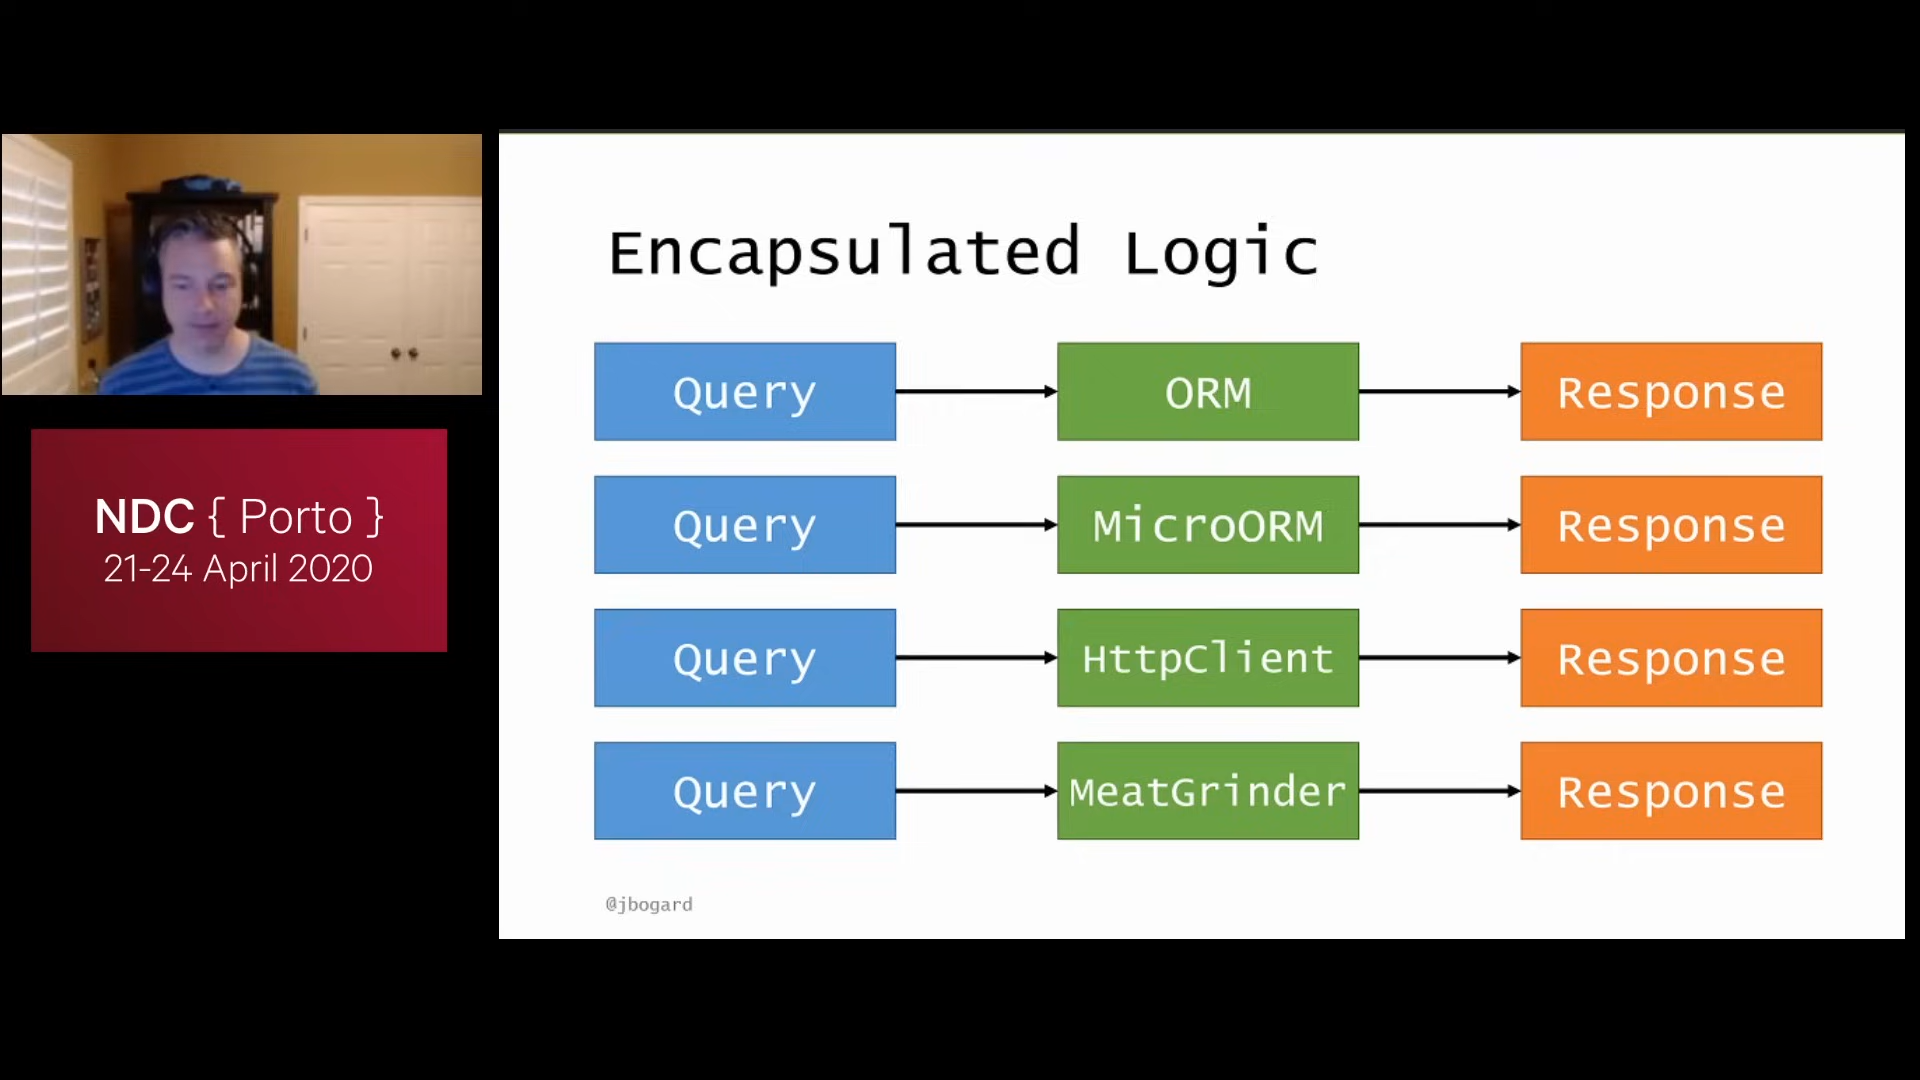 NDC { Porto }
21-24 April 2020
Encapsulated Logic
Query ORM Response
Query MicroORM Response
Query HttpClient Response
Query MeatGrinder Response
@jbogard